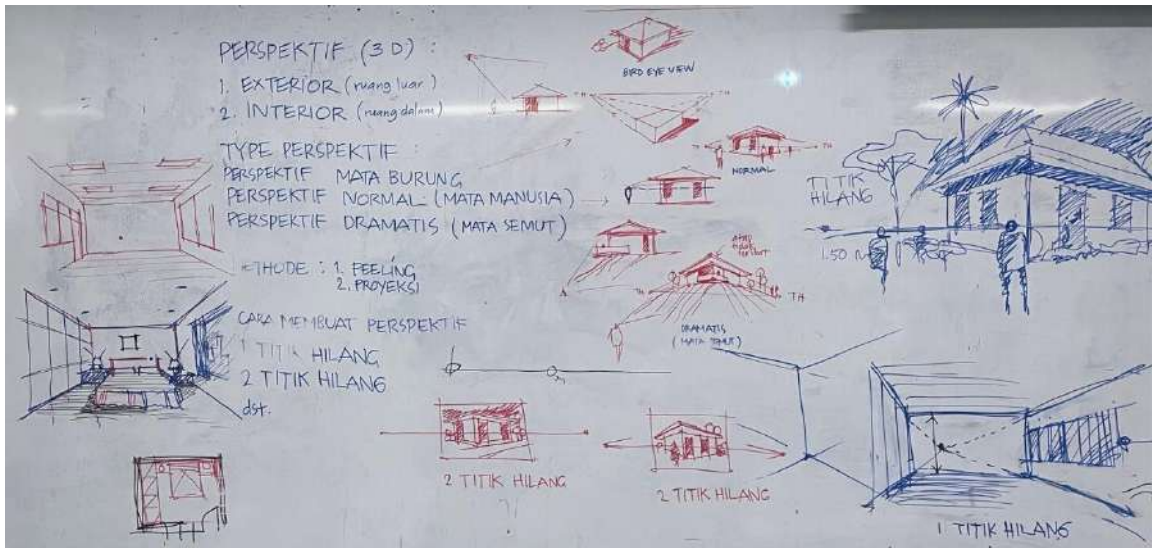 PERSPEKTIF (3D) :
1. EXTERIOR (ruang luar)
2. INTERIOR (ruang dalam)
TYPE PERSPEKTIF :
PERSPEKTIF MATA BURUNG
PERSPEKTIF NORMAL (MATA MANUSIA)
PERSPEKTIF DRAMATIS (MATA SEMUT)
METHODE : 1. FEELING
2. PROYEKSI
CARA MEMBUAT PERSPEKTIF
1 TITIK HILANG
2 TITIK HILANG
dst.
BIRD EYE VIEW
TH
TH
NORMAL
TH
TH
DRAMATIS
(MATA SEMUT)
2 TITIK HILANG
2 TITIK HILANG
TITIK
HILANG
1.50 m
1 TITIK HILANG